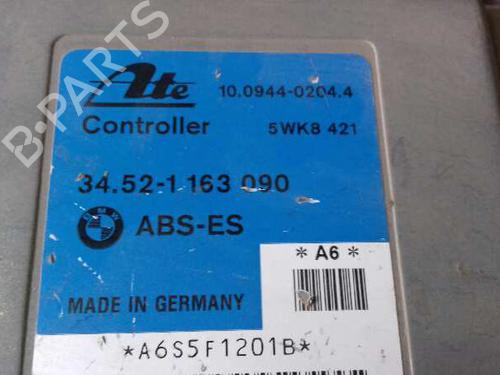 Ate
10.0944-0204.4
Controller
5WK8 421
34.52-1 163 090
BMW
ABS-ES
* A6 *
MADE IN GERMANY
*A6S5F1201B*
B-PARTS